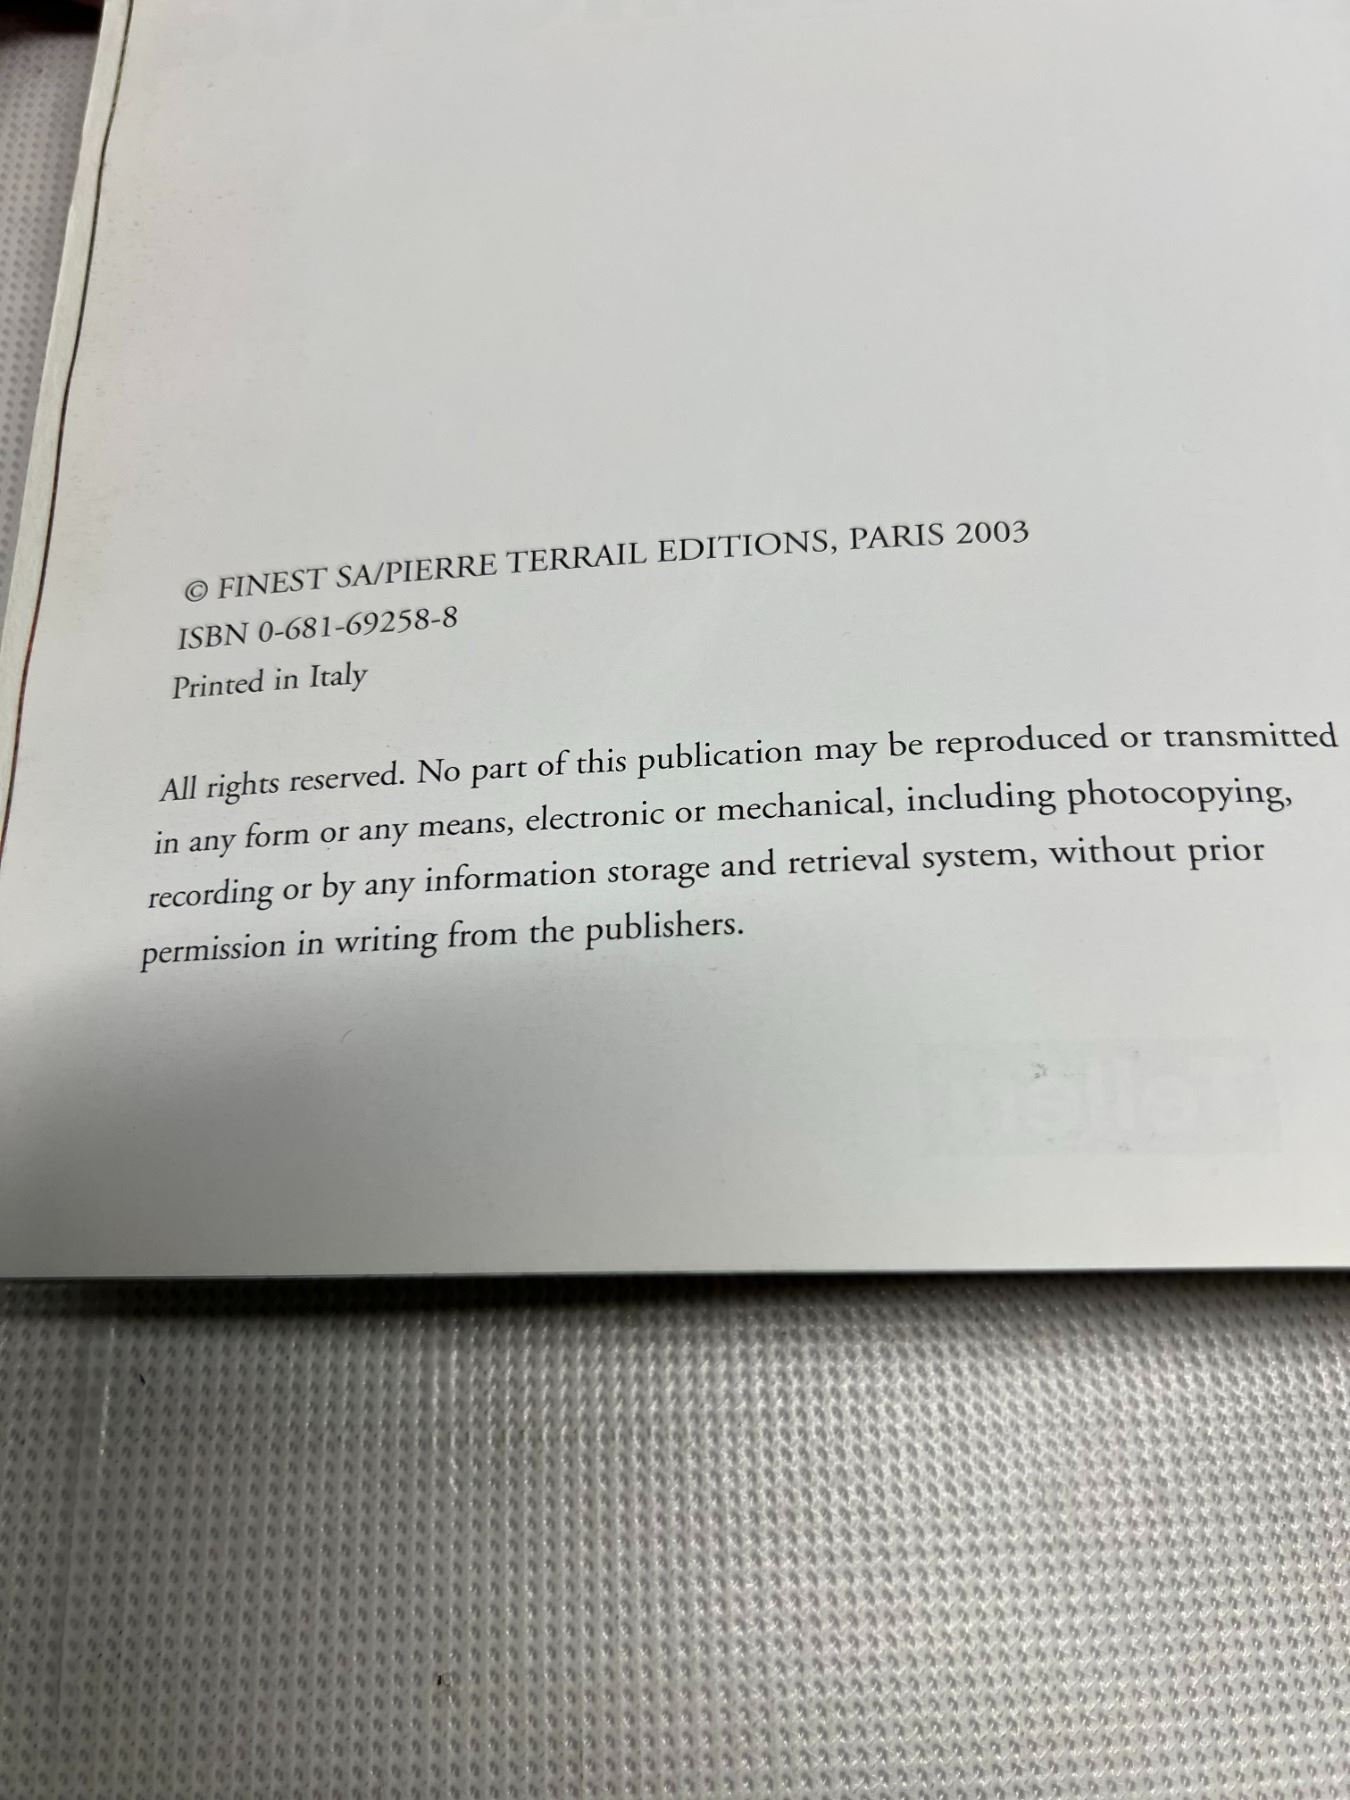 © FINEST SA/PIERRE TERRAIL EDITIONS, PARIS 2003
ISBN 0-681-69258-8
Printed in Italy
All rights reserved. No part of this publication may be reproduced or transmitted
in any form or any means, electronic or mechanical, including photocopying,
recording or by any information storage and retrieval system, without prior
permission in writing from the publishers.